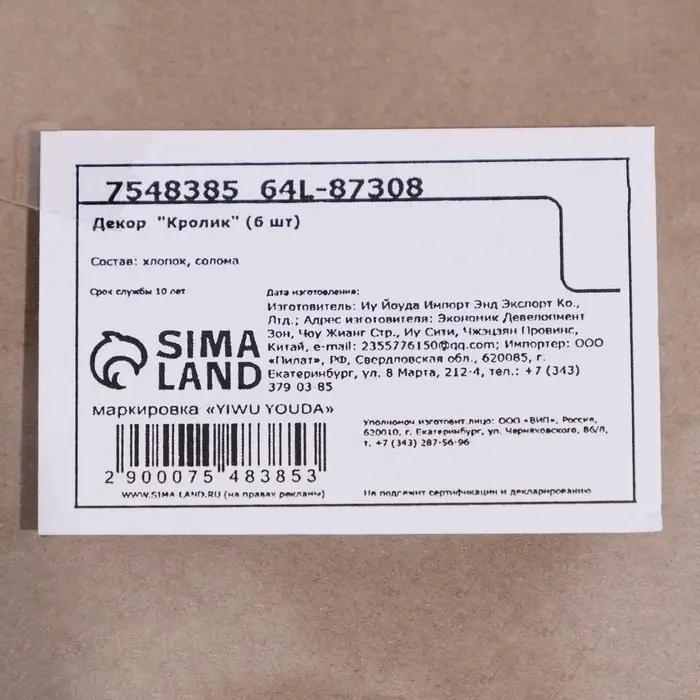 7548385 64L-87308
Декор "Кролик" (6 шт)
Состав: хлопок, солома
Срок службы 10 лет
Дата изготовления:
Изготовитель: Иу Йоуда Импорт Энд Экспорт Ко.,
Лтд.; Адрес изготовителя: Экономик Девелопмент
Зон, Чоу Жианг Стр., Иу Сити, Чжэцзян Провинс,
Китай, e-mail: 2355776150@qq.com; Импортер: ООО
«Пилат», РФ, Свердловская обл., 620085, г.
Екатеринбург, ул. 8 Марта, 212-4, тел.: +7 (343)
379 03 85
SIMA
LAND
маркировка «YIWU YOUDA»
2 900075 483853
WWW.SIMA-LAND.RU (на правах рекламы)
Уполномоч изготовит.лицо: ООО «ВИП», Россия,
620010, г. Екатеринбург, ул. Черняховского, 86/8,
т. +7 (343) 287-56-96
Не подлежит сертификации и декларированию